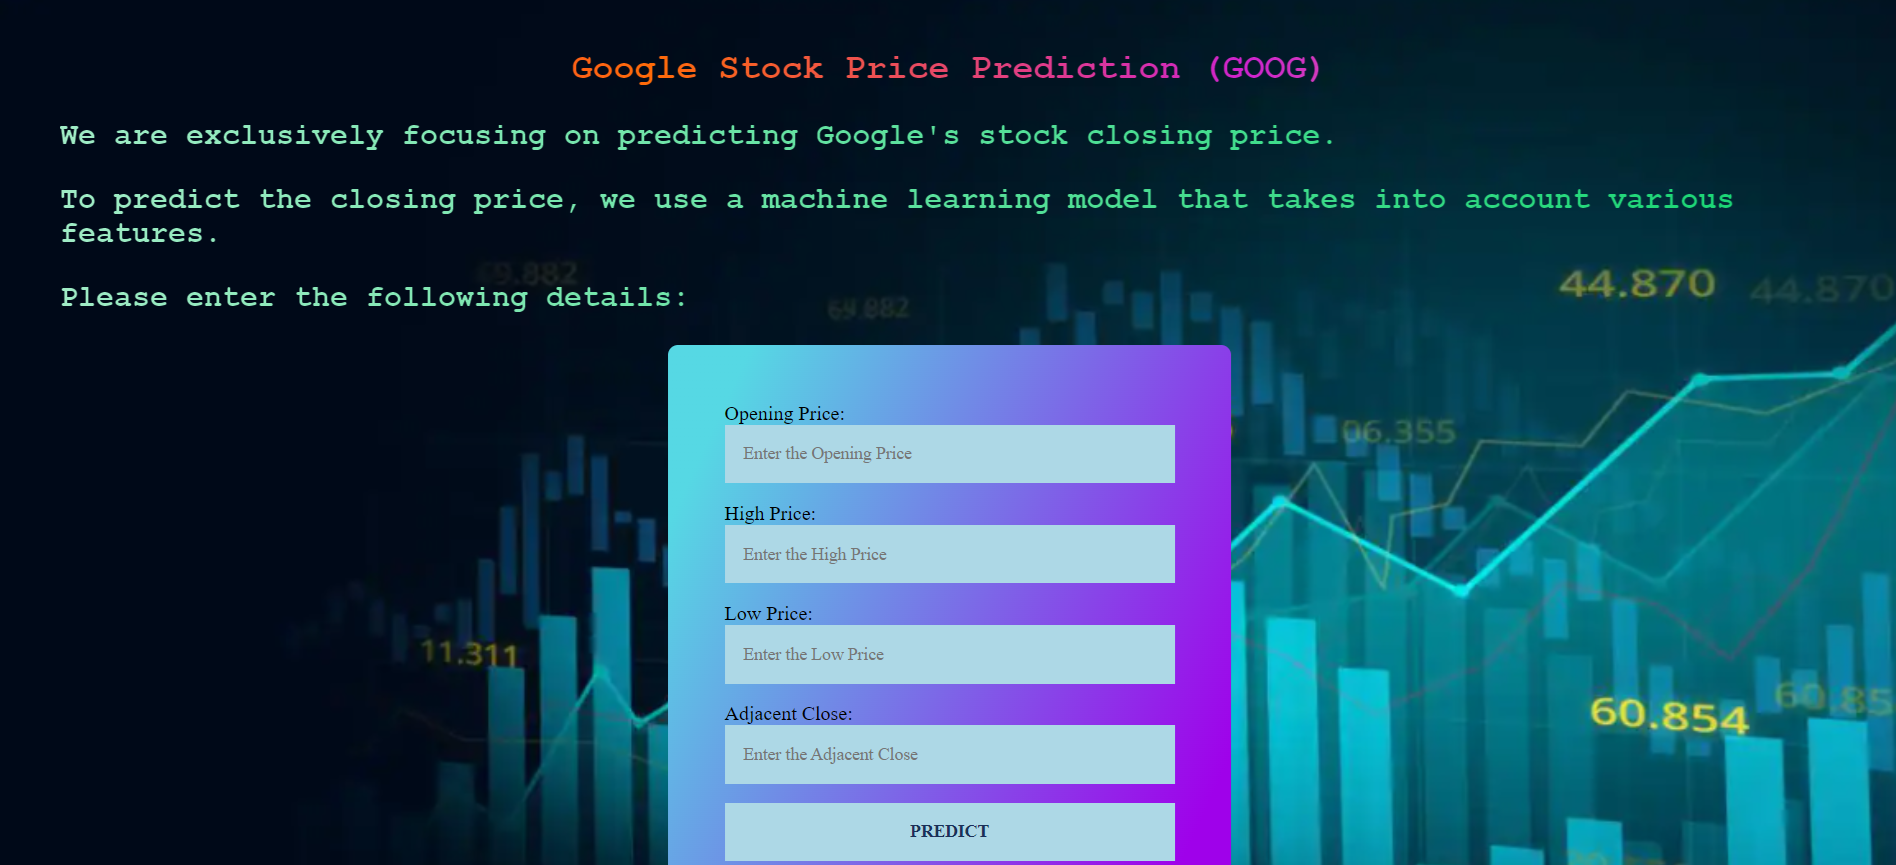 Google Stock Price Prediction (GOOG)
We are exclusively focusing on predicting Google's stock closing price.
To predict the closing price, we use a machine learning model that takes into account various
features.
69.882
44.870
44.870
Please enter the following details:
69.882
Opening Price:
06.355
Enter the Opening Price
High Price:
Enter the High Price
Low Price:
11.311
Enter the Low Price
Adjacent Close:
60.854
60.85
Enter the Adjacent Close
PREDICT